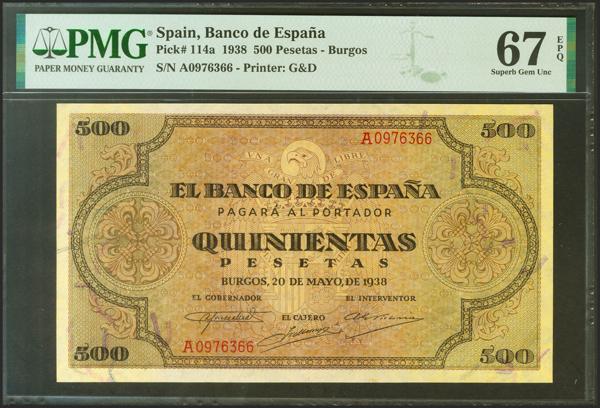 PMG®
PAPER MONEY GUARANTY
Spain, Banco de España
Pick# 114a 1938 500 Pesetas - Burgos
S/N A0976366 - Printer: G&D
67 EPQ
Superb Gem Unc
500 500
A0976366
UNA GRANDE LIBRE
EL BANCO DE ESPAÑA
PAGARÁ AL PORTADOR
QUINIENTAS
PESETAS
BURGOS, 20 DE MAYO, DE 1938
EL GOBERNADOR EL INTERVENTOR
EL CAJERO
A0976366
500 500